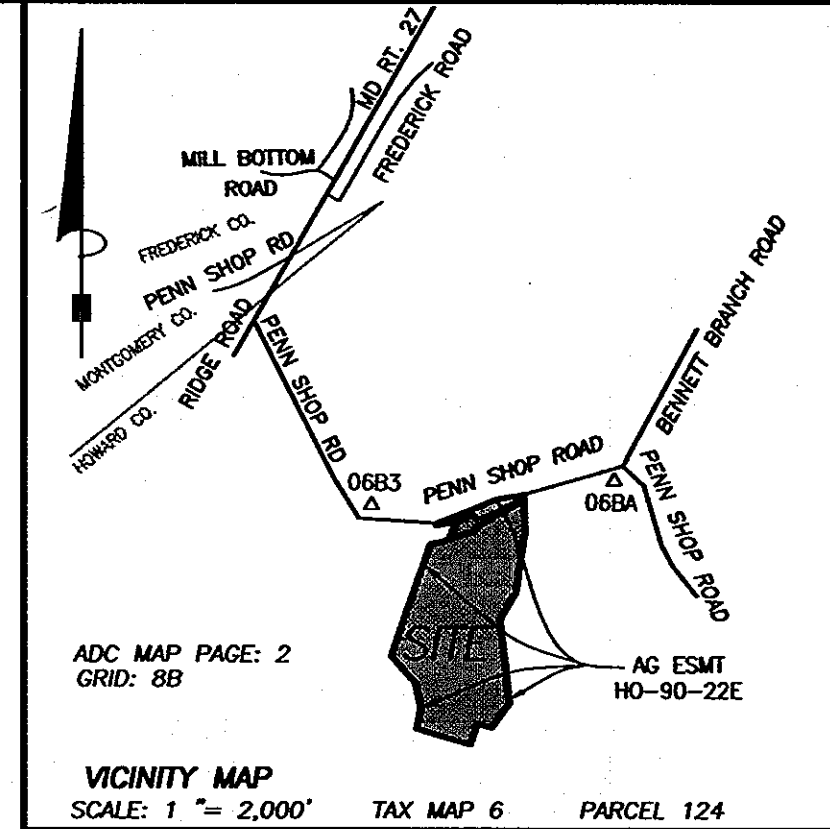 MD RT. 27
FREDERICK ROAD
MILL BOTTOM
ROAD
FREDERICK CO.
PENN SHOP RD
MONTGOMERY CO.
RIDGE ROAD
HOWARD CO.
PENN SHOP RD
BENNETT BRANCH ROAD
06B3
PENN SHOP ROAD
06BA
PENN SHOP ROAD
SITE
AG ESMT
HO-90-22E
ADC MAP PAGE: 2
GRID: 8B
VICINITY MAP
SCALE: 1 "= 2,000' TAX MAP 6 PARCEL 124